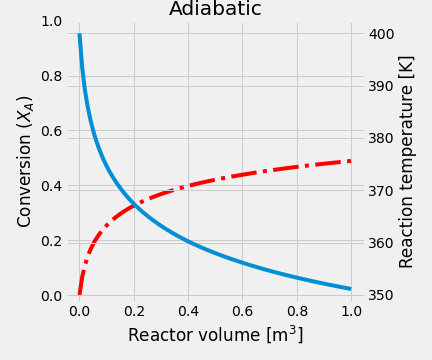 Adiabatic
1.0
0.8
0.6
0.4
0.2
0.0
Conversion (X_A)
400
390
380
370
360
350
Reaction temperature [K]
0.0 0.2 0.4 0.6 0.8 1.0
Reactor volume [m³]